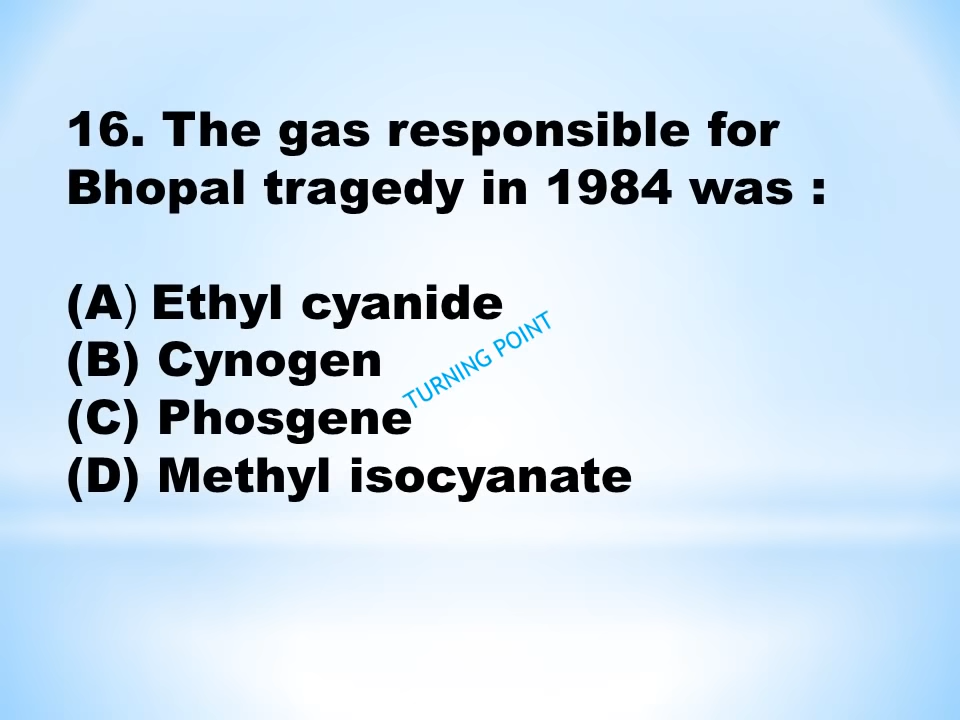 16. The gas responsible for
Bhopal tragedy in 1984 was :
(A) Ethyl cyanide
(B) Cynogen
TURNING POINT
(C) Phosgene
(D) Methyl isocyanate